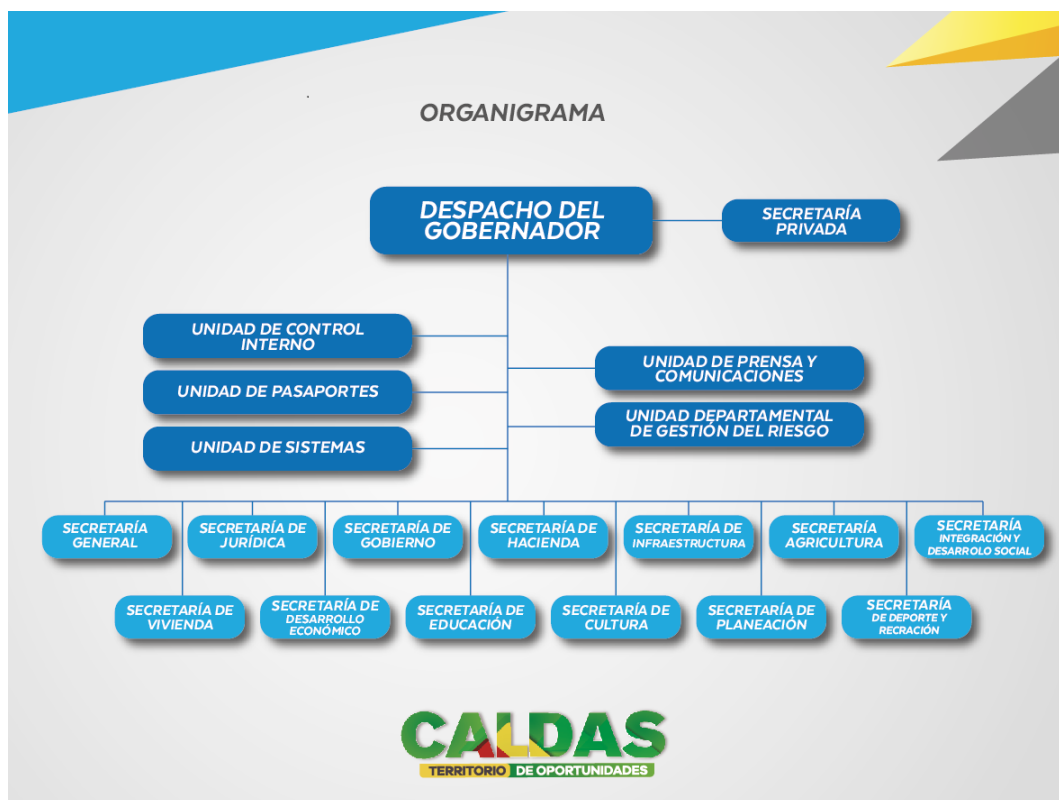 ORGANIGRAMA
DESPACHO DEL
GOBERNADOR
SECRETARÍA
PRIVADA
UNIDAD DE CONTROL
INTERNO
UNIDAD DE PRENSA Y
COMUNICACIONES
UNIDAD DE PASAPORTES
UNIDAD DEPARTAMENTAL
DE GESTIÓN DEL RIESGO
UNIDAD DE SISTEMAS
SECRETARÍA
GENERAL
SECRETARÍA DE
JURÍDICA
SECRETARÍA DE
GOBIERNO
SECRETARÍA DE
HACIENDA
SECRETARÍA DE
INFRAESTRUCTURA
SECRETARÍA
AGRICULTURA
SECRETARÍA
INTEGRACIÓN Y
DESARROLO SOCIAL
SECRETARÍA DE
VIVIENDA
SECRETARÍA DE
DESARROLLO
ECONÓMICO
SECRETARÍA DE
EDUCACIÓN
SECRETARÍA DE
CULTURA
SECRETARÍA DE
PLANEACIÓN
SECRETARÍA
DE DEPORTE Y
RECRACIÓN
CALDAS
TERRITORIO DE OPORTUNIDADES